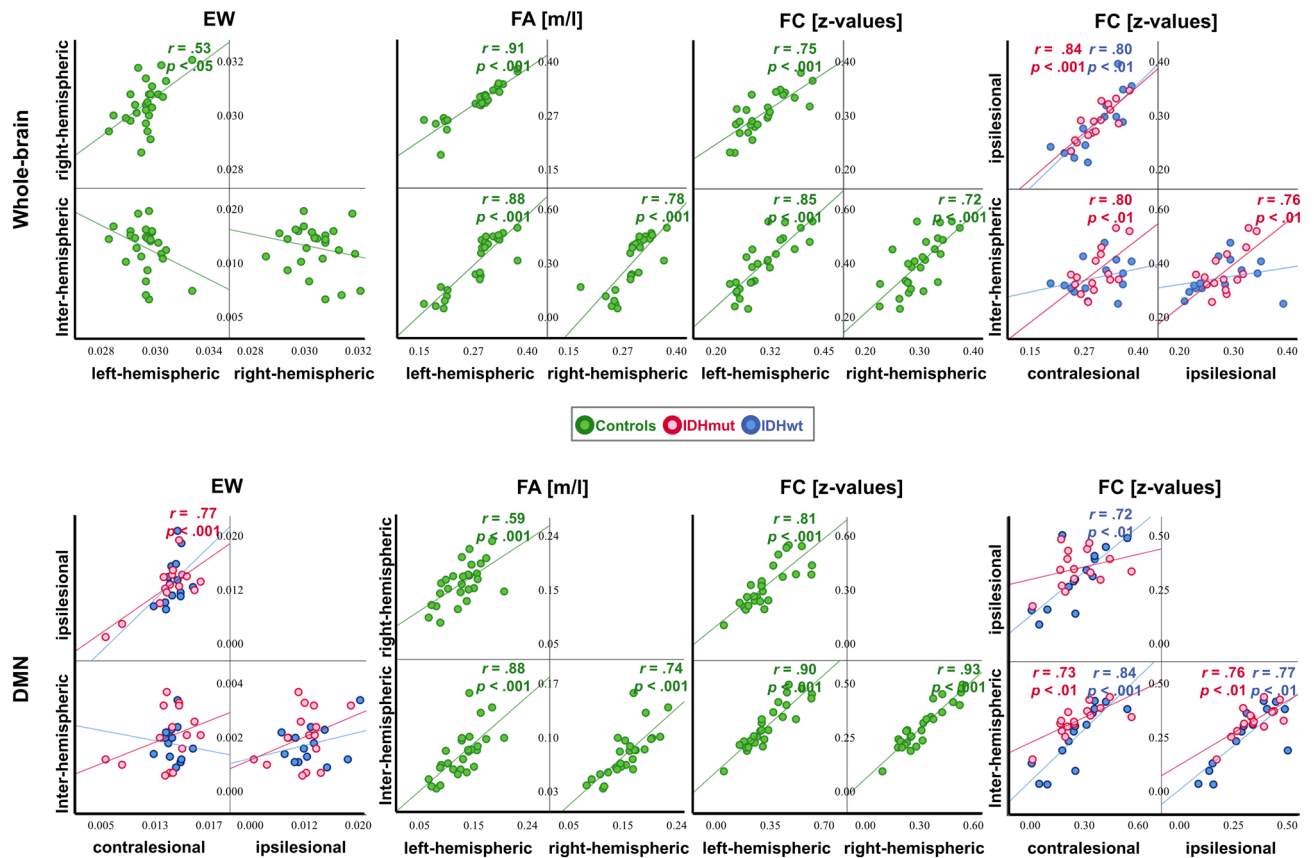 EW
FA [m/l]
FC [z-values]
FC [z-values]
Whole-brain
right-hemispheric
r = .53
p < .05
0.032
0.030
0.028
r = .91
p < .001
0.40
0.27
0.15
r = .75
p < .001
0.40
0.30
0.20
ipsilesional
r = .84
p < .001
r = .80
p < .01
0.40
0.30
0.20
Inter-hemispheric
0.020
0.010
0.005
r = .88
p < .001
0.60
0.30
0.00
r = .78
p < .001
r = .85
p < .001
0.60
0.40
0.20
r = .72
p < .001
Inter-hemispheric
r = .80
p < .01
0.60
0.40
0.20
r = .76
p < .01
0.028 0.030 0.034 0.028 0.030 0.032
0.15 0.27 0.40 0.15 0.27 0.40
0.20 0.32 0.45 0.20 0.30 0.40
0.15 0.27 0.40 0.20 0.30 0.40
left-hemispheric right-hemispheric
left-hemispheric right-hemispheric
left-hemispheric right-hemispheric
contralesional ipsilesional
Controls IDHmut IDHwt
EW
FA [m/l]
FC [z-values]
FC [z-values]
DMN
ipsilesional
r = .77
p < .001
0.020
0.012
0.000
right-hemispheric
r = .59
p < .001
0.24
0.15
0.05
r = .81
p < .001
0.60
0.30
0.00
ipsilesional
r = .72
p < .01
0.50
0.25
0.00
Inter-hemispheric
0.004
0.002
0.000
Inter-hemispheric
r = .88
p < .001
0.17
0.10
0.03
r = .74
p < .001
r = .90
p < .001
0.50
0.25
0.00
r = .93
p < .001
Inter-hemispheric
r = .73
p < .01
r = .84
p < .001
0.50
0.25
0.00
r = .76
p < .01
r = .77
p < .01
0.005 0.013 0.017 0.000 0.012 0.020
0.05 0.15 0.24 0.05 0.15 0.24
0.00 0.35 0.70 0.00 0.30 0.60
0.00 0.30 0.60 0.00 0.25 0.50
contralesional ipsilesional
left-hemispheric right-hemispheric
left-hemispheric right-hemispheric
contralesional ipsilesional